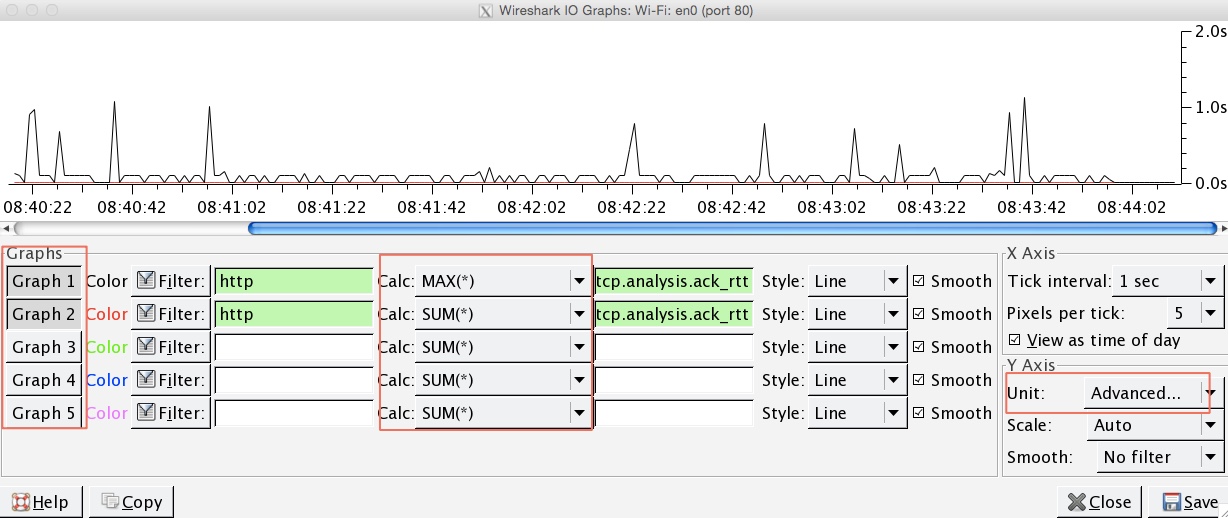 Wireshark IO Graphs: Wi-Fi: en0 (port 80)
2.0s
1.0s
0.0s
08:40:22 08:40:42 08:41:02 08:41:22 08:41:42 08:42:02 08:42:22 08:42:42 08:43:02 08:43:22 08:43:42 08:44:02
Graphs
Graph 1 Color Filter: http Calc: MAX(*) tcp.analysis.ack_rtt Style: Line Smooth
Graph 2 Color Filter: http Calc: SUM(*) tcp.analysis.ack_rtt Style: Line Smooth
Graph 3 Color Filter: Calc: SUM(*) Style: Line Smooth
Graph 4 Color Filter: Calc: SUM(*) Style: Line Smooth
Graph 5 Color Filter: Calc: SUM(*) Style: Line Smooth
X Axis
Tick interval: 1 sec
Pixels per tick: 5
View as time of day
Y Axis
Unit: Advanced...
Scale: Auto
Smooth: No filter
Help Copy Close Save